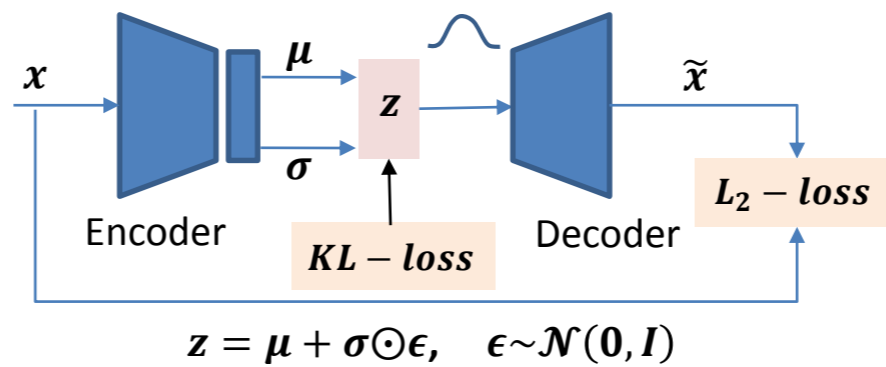 x
μ
σ
z
x̃
Encoder
KL − loss
Decoder
L₂ − loss
z = μ + σ⊙ϵ, ϵ~𝒩(0, I)